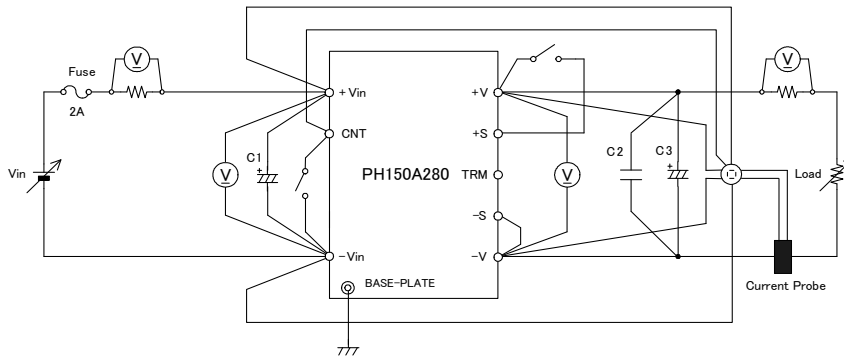 Fuse
2A
V
V
+Vin
+V
CNT
+S
C1
C2
C3
+
+
Vin
V
PH150A280
TRM
V
Load
-S
-Vin
-V
BASE-PLATE
Current Probe